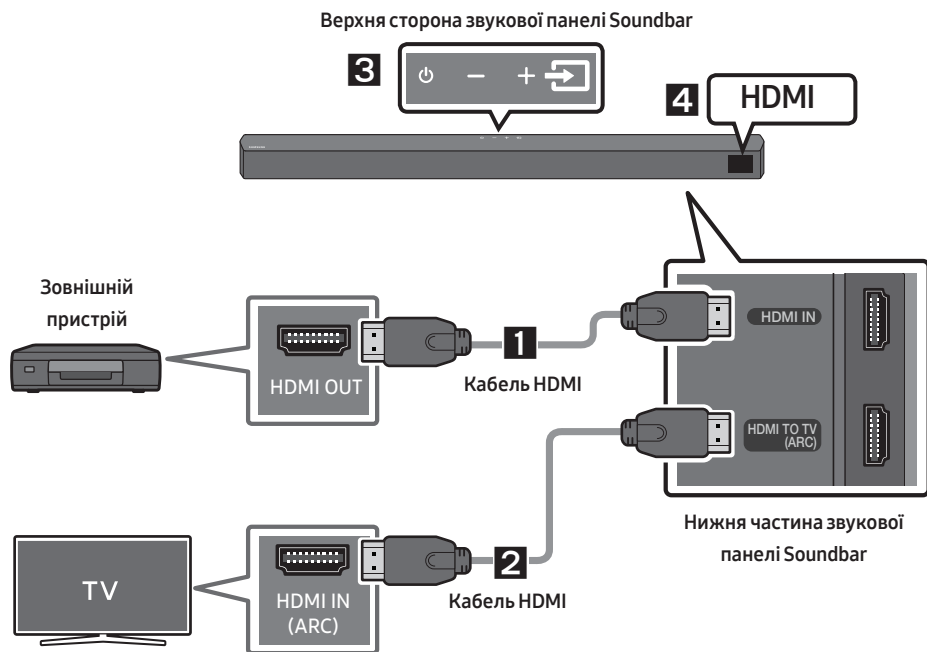 Верхня сторона звукової панелі Soundbar
3
4
HDMI
Зовнішній
пристрій
HDMI OUT
1
Кабель HDMI
HDMI IN
HDMI TO TV
(ARC)
Нижня частина звукової
панелі Soundbar
TV
HDMI IN
(ARC)
2
Кабель HDMI